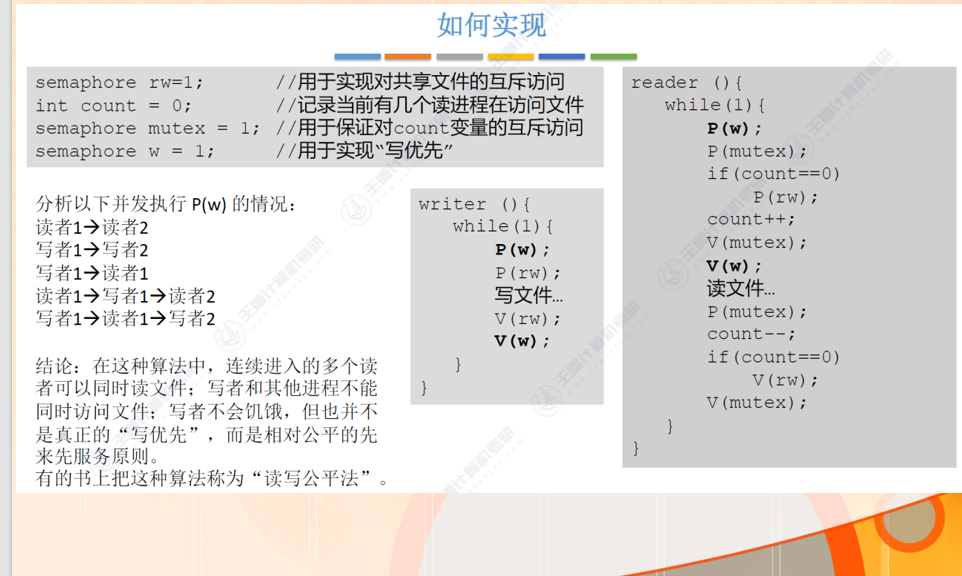 如何实现
semaphore rw=1; //用于实现对共享文件的互斥访问
int count = 0; //记录当前有几个读进程在访问文件
semaphore mutex = 1; //用于保证对count变量的互斥访问
semaphore w = 1; //用于实现“写优先”
分析以下并发执行 P(w) 的情况:
读者1→读者2
写者1→写者2
写者1→读者1
读者1→写者1→读者2
写者1→读者1→写者2
结论:在这种算法中,连续进入的多个读
者可以同时读文件;写者和其他进程不能
同时访问文件;写者不会饥饿,但也并不
是真正的“写优先”,而是相对公平的先
来先服务原则。
有的书上把这种算法称为“读写公平法”。
writer (){
while(1){
P(w);
P(rw);
写文件…
V(rw);
V(w);
}
}
reader (){
while(1){
P(w);
P(mutex);
if(count==0)
P(rw);
count++;
V(mutex);
V(w);
读文件…
P(mutex);
count--;
if(count==0)
V(rw);
V(mutex);
}
}